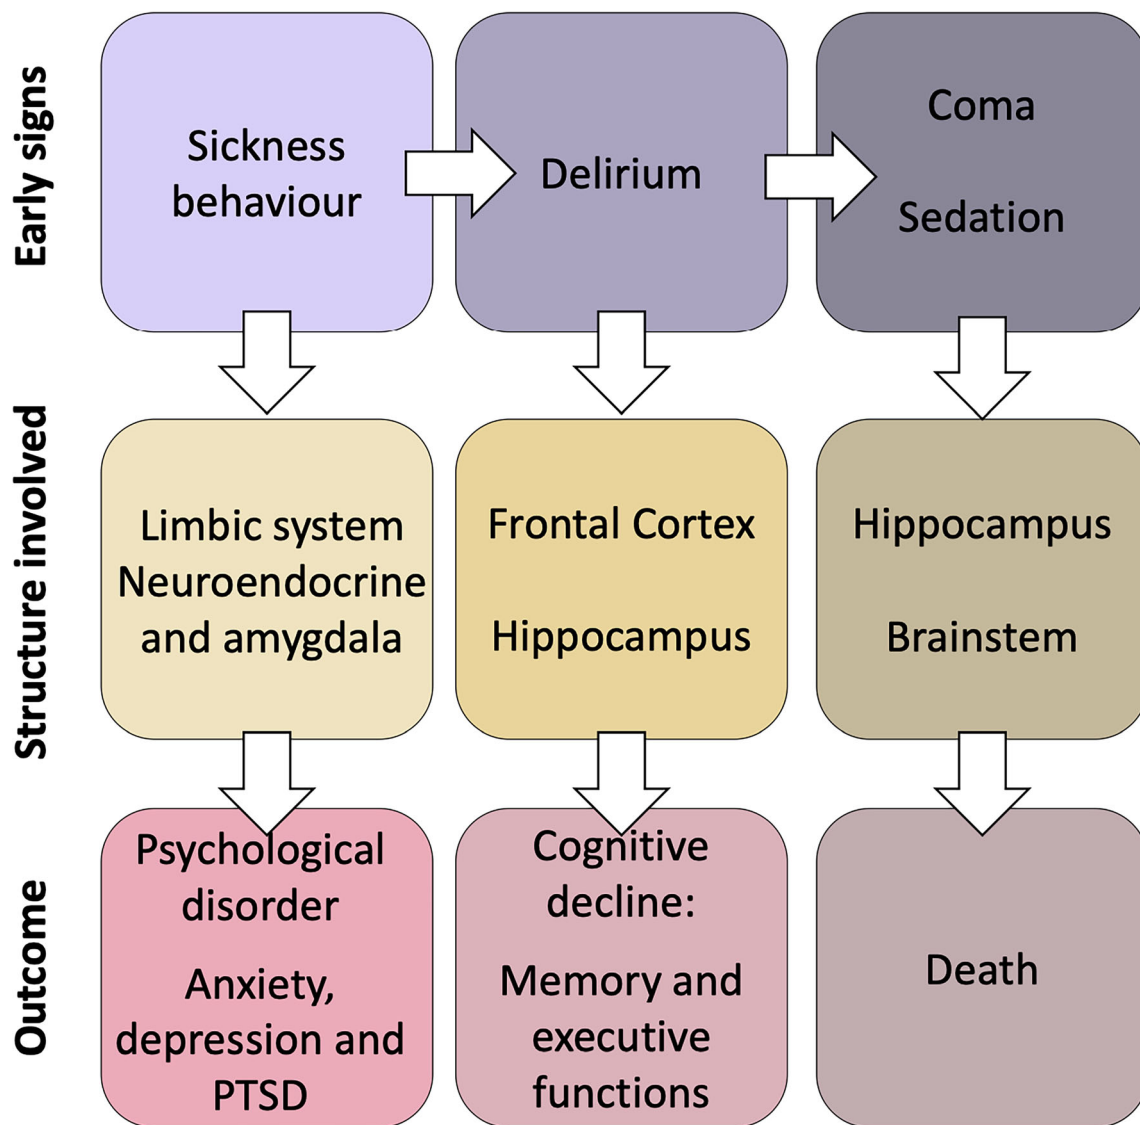 Early signs
Sickness
behaviour
Delirium
Coma
Sedation
Structure involved
Limbic system
Neuroendocrine
and amygdala
Frontal Cortex
Hippocampus
Hippocampus
Brainstem
Outcome
Psychological
disorder
Anxiety,
depression and
PTSD
Cognitive
decline:
Memory and
executive
functions
Death